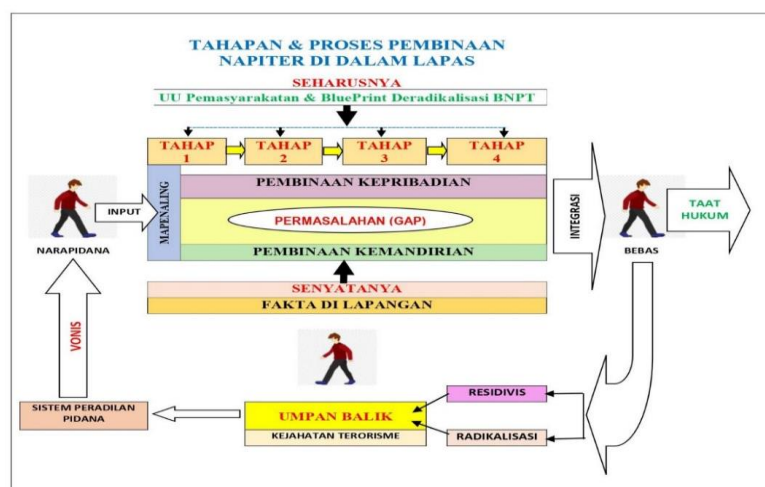 TAHAPAN & PROSES PEMBINAAN
NAPITER DI DALAM LAPAS
SEHARUSNYA
UU Pemasyarakatan & BluePrint Deradikalisasi BNPT
TAHAP
1
TAHAP
2
TAHAP
3
TAHAP
4
MAPENALING
PEMBINAAN KEPRIBADIAN
PERMASALAHAN (GAP)
PEMBINAAN KEMANDIRIAN
INPUT
NARAPIDANA
INTEGRASI
BEBAS
TAAT
HUKUM
SENYATANYA
FAKTA DI LAPANGAN
VONIS
SISTEM PERADILAN
PIDANA
UMPAN BALIK
KEJAHATAN TERORISME
RESIDIVIS
RADIKALISASI